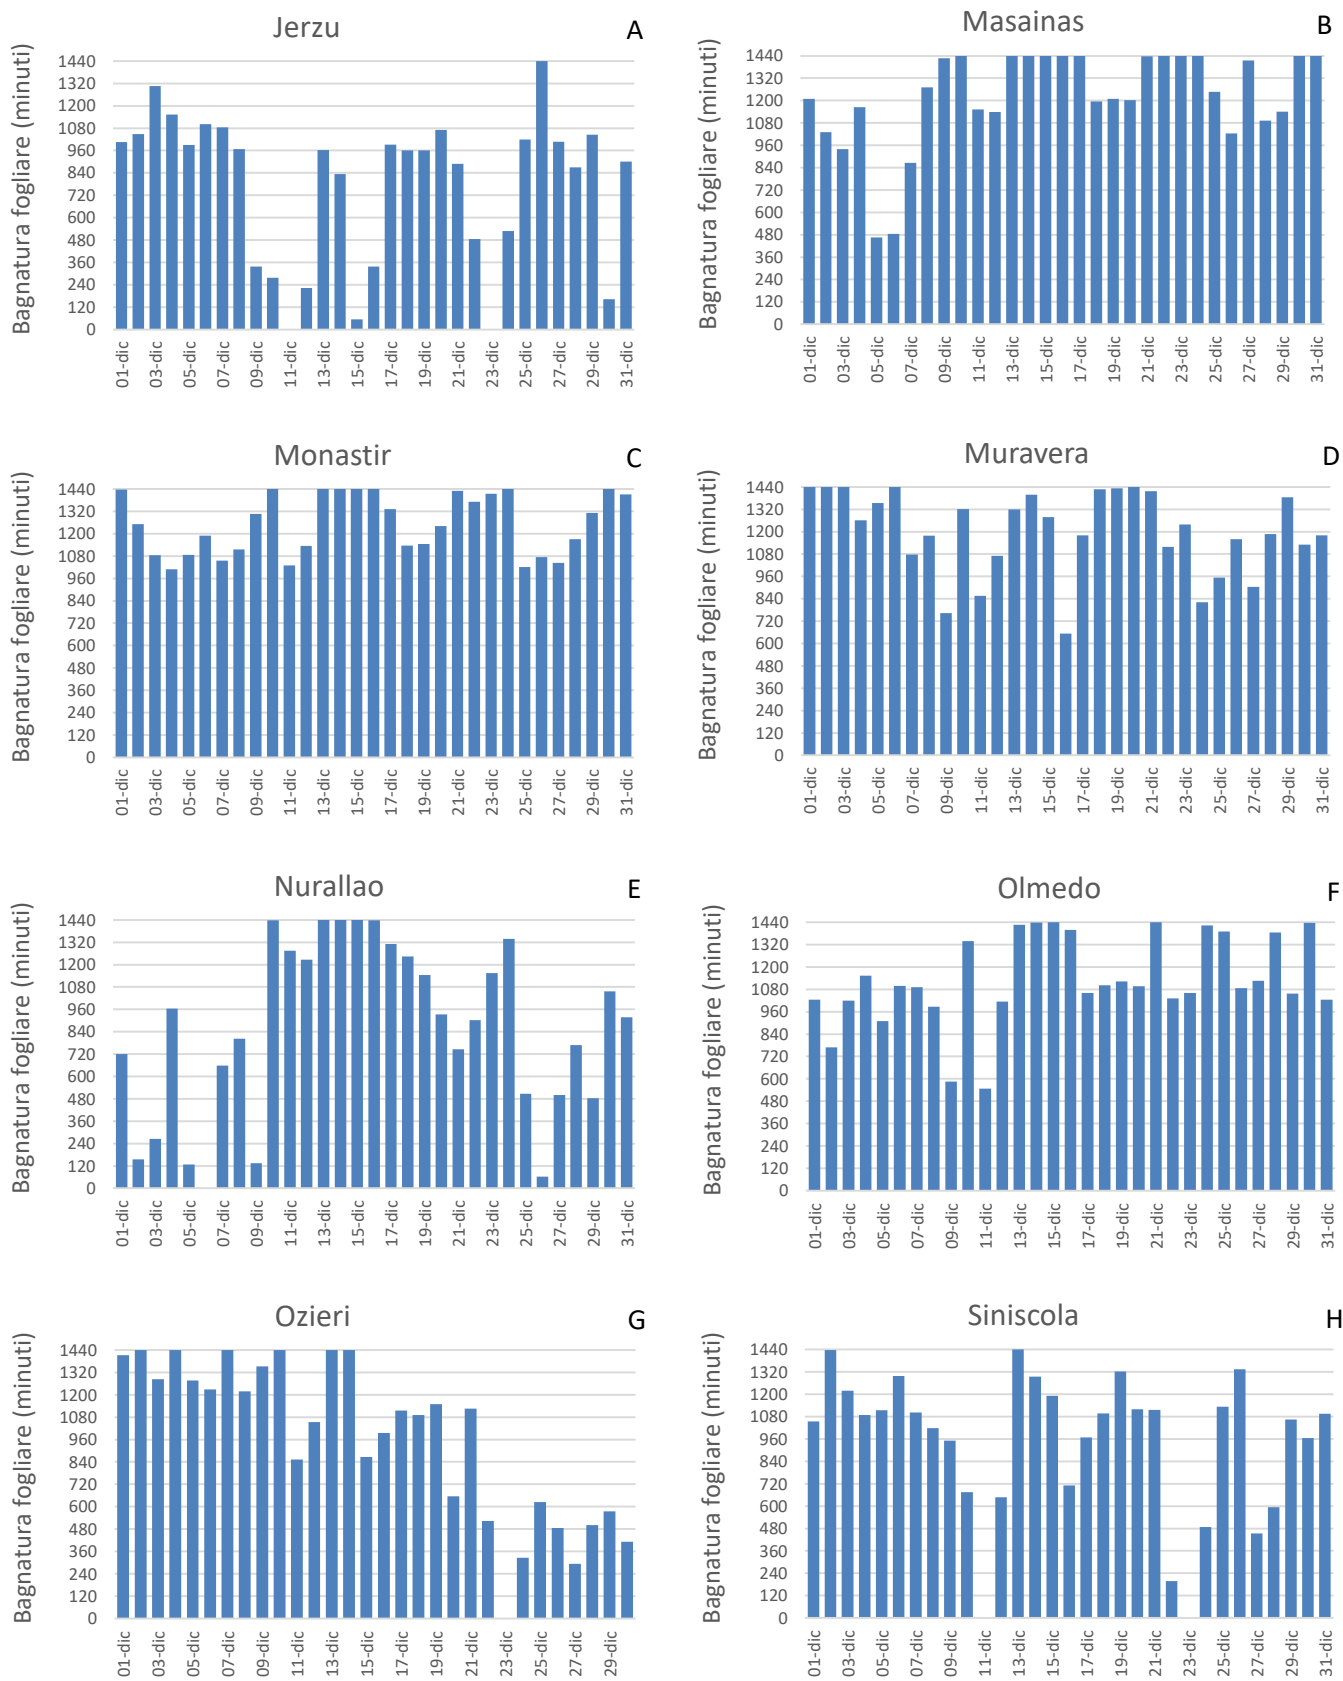 Jerzu
A
Bagnatura fogliare (minuti)
1440
1320
1200
1080
960
840
720
600
480
360
240
120
0
01-dic
03-dic
05-dic
07-dic
09-dic
11-dic
13-dic
15-dic
17-dic
19-dic
21-dic
23-dic
25-dic
27-dic
29-dic
31-dic
Masainas
B
Bagnatura fogliare (minuti)
1440
1320
1200
1080
960
840
720
600
480
360
240
120
0
01-dic
03-dic
05-dic
07-dic
09-dic
11-dic
13-dic
15-dic
17-dic
19-dic
21-dic
23-dic
25-dic
27-dic
29-dic
31-dic
Monastir
C
Bagnatura fogliare (minuti)
1440
1320
1200
1080
960
840
720
600
480
360
240
120
0
01-dic
03-dic
05-dic
07-dic
09-dic
11-dic
13-dic
15-dic
17-dic
19-dic
21-dic
23-dic
25-dic
27-dic
29-dic
31-dic
Muravera
D
Bagnatura fogliare (minuti)
1440
1320
1200
1080
960
840
720
600
480
360
240
120
0
01-dic
03-dic
05-dic
07-dic
09-dic
11-dic
13-dic
15-dic
17-dic
19-dic
21-dic
23-dic
25-dic
27-dic
29-dic
31-dic
Nurallao
E
Bagnatura fogliare (minuti)
1440
1320
1200
1080
960
840
720
600
480
360
240
120
0
01-dic
03-dic
05-dic
07-dic
09-dic
11-dic
13-dic
15-dic
17-dic
19-dic
21-dic
23-dic
25-dic
27-dic
29-dic
31-dic
Olmedo
F
Bagnatura fogliare (minuti)
1440
1320
1200
1080
960
840
720
600
480
360
240
120
0
01-dic
03-dic
05-dic
07-dic
09-dic
11-dic
13-dic
15-dic
17-dic
19-dic
21-dic
23-dic
25-dic
27-dic
29-dic
31-dic
Ozieri
G
Bagnatura fogliare (minuti)
1440
1320
1200
1080
960
840
720
600
480
360
240
120
0
01-dic
03-dic
05-dic
07-dic
09-dic
11-dic
13-dic
15-dic
17-dic
19-dic
21-dic
23-dic
25-dic
27-dic
29-dic
Siniscola
H
Bagnatura fogliare (minuti)
1440
1320
1200
1080
960
840
720
600
480
360
240
120
0
01-dic
03-dic
05-dic
07-dic
09-dic
11-dic
13-dic
15-dic
17-dic
19-dic
21-dic
23-dic
25-dic
27-dic
29-dic
31-dic